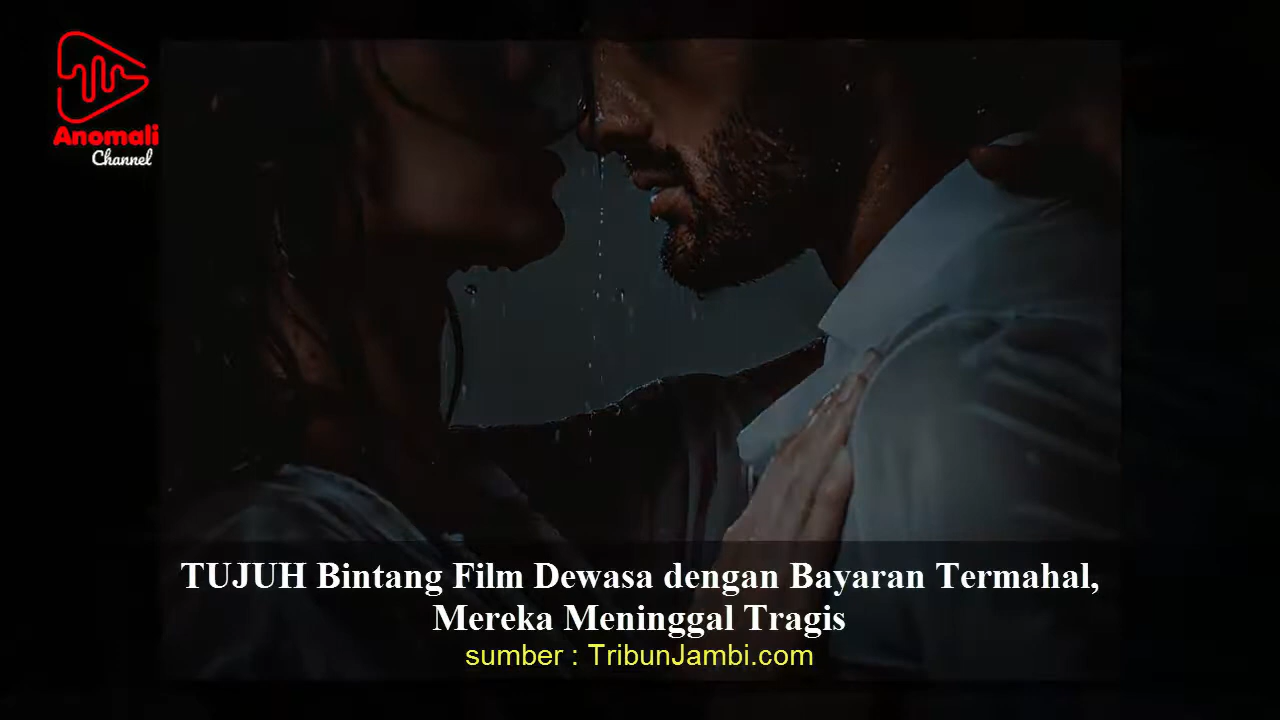 Anomali
Channel
TUJUH Bintang Film Dewasa dengan Bayaran Termahal,
Mereka Meninggal Tragis
sumber : TribunJambi.com